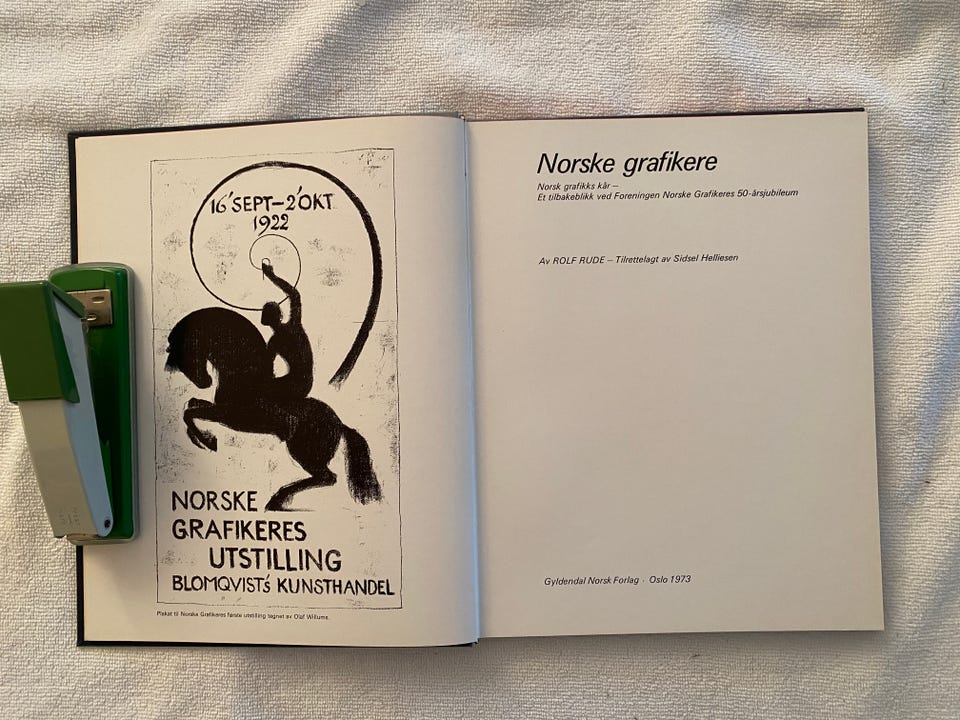 16' SEPT–2' OKT
1922
NORSKE
GRAFIKERES
UTSTILLING
BLOMQVIST'S KUNSTHANDEL
Plakat til Norske Grafikeres første utstilling tegnet av Olaf Willums.
Norske grafikere
Norsk grafikks kår –
Et tilbakeblikk ved Foreningen Norske Grafikeres 50-årsjubileum
Av ROLF RUDE – Tilrettelagt av Sidsel Helliesen
Gyldendal Norsk Forlag · Oslo 1973